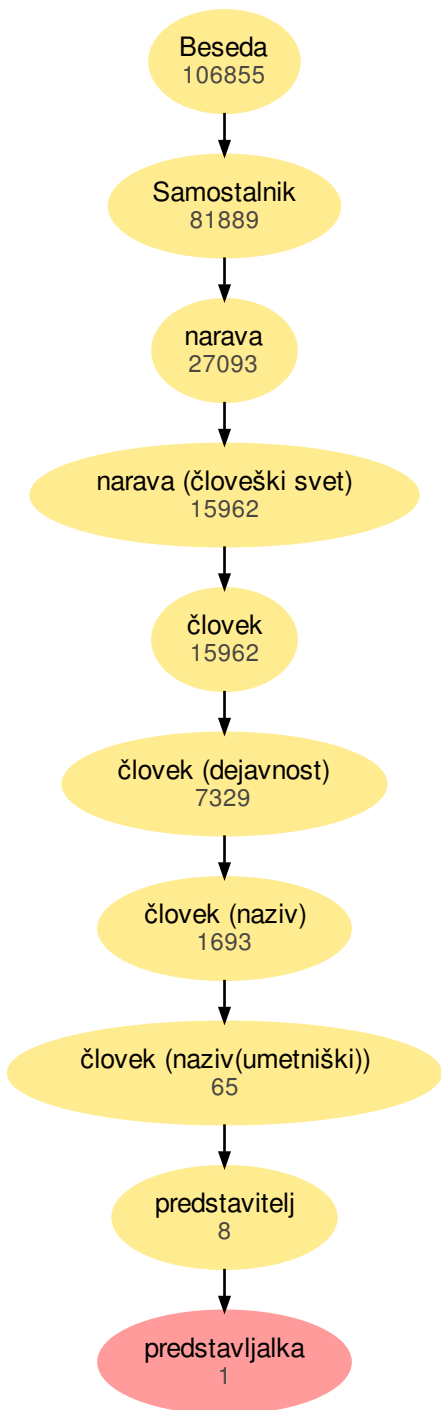 Beseda
106855
Samostalnik
81889
narava
27093
narava (človeški svet)
15962
človek
15962
človek (dejavnost)
7329
človek (naziv)
1693
človek (naziv(umetniški))
65
predstavitelj
8
predstavljalka
1